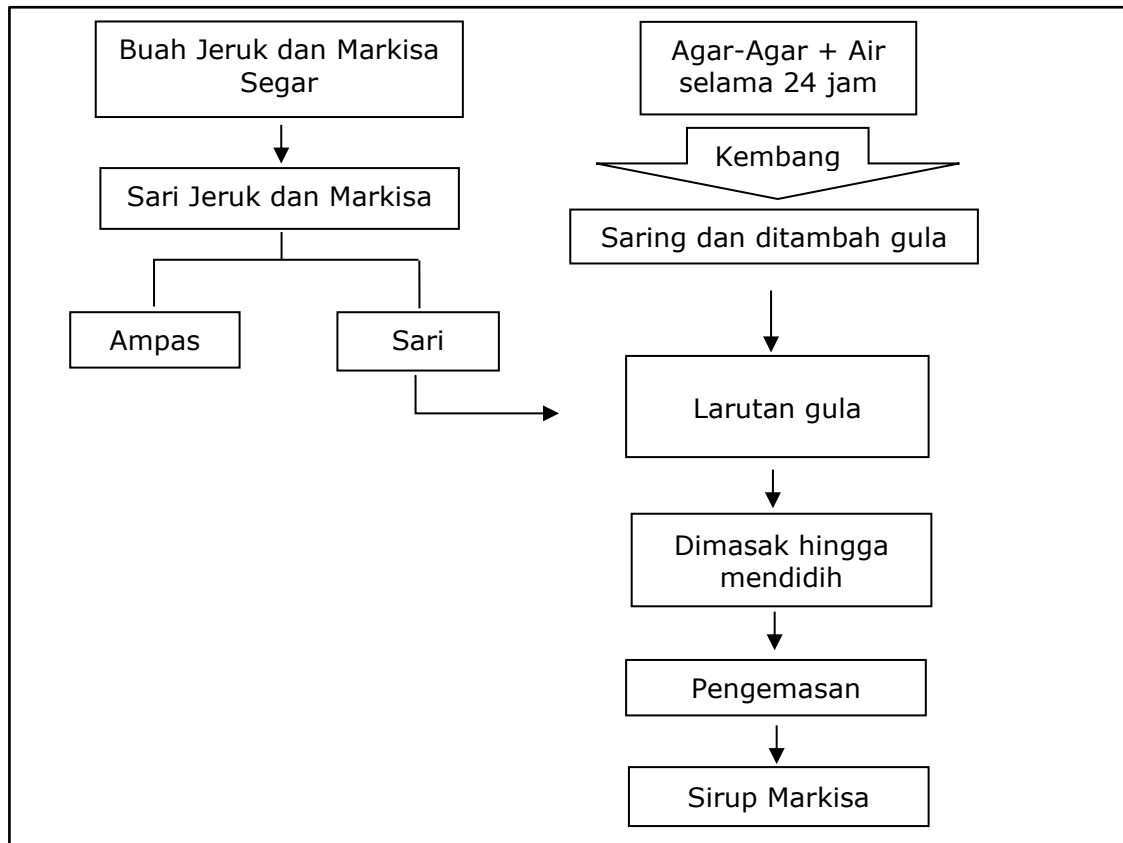 Buah Jeruk dan Markisa
Segar
Sari Jeruk dan Markisa
Ampas
Sari
Agar-Agar + Air
selama 24 jam
Kembang
Saring dan ditambah gula
Larutan gula
Dimasak hingga
mendidih
Pengemasan
Sirup Markisa